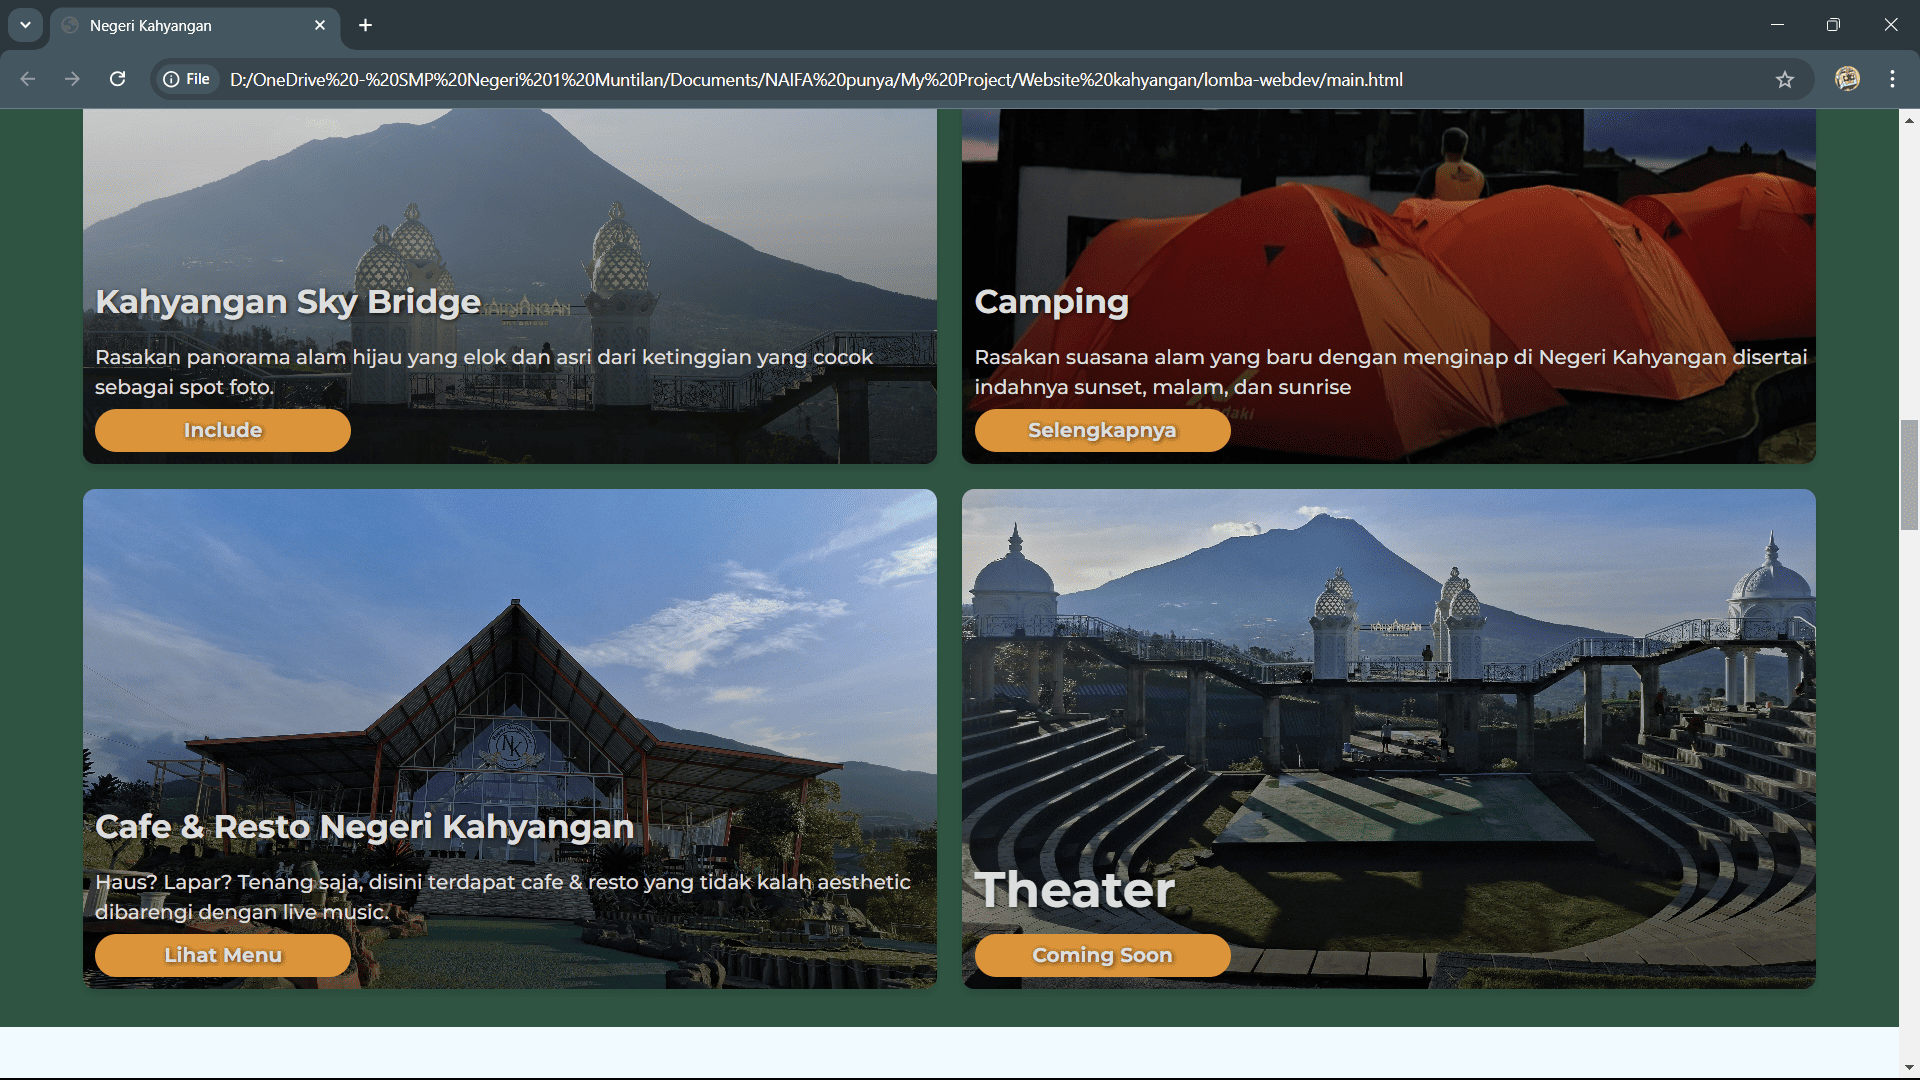 Negeri Kahyangan
File
D:/OneDrive%20-%20SMP%20Negeri%201%20Muntilan/Documents/NAIFA%20punya/My%20Project/Website%20kahyangan/lomba-webdev/main.html
KAHYANGAN
Kahyangan Sky Bridge
Rasakan panorama alam hijau yang elok dan asri dari ketinggian yang cocok
sebagai spot foto.
Include
Camping
Rasakan suasana alam yang baru dengan menginap di Negeri Kahyangan disertai
indahnya sunset, malam, dan sunrise
Selengkapnya
NK
Cafe & Resto Negeri Kahyangan
Haus? Lapar? Tenang saja, disini terdapat cafe & resto yang tidak kalah aesthetic
dibarengi dengan live music.
Lihat Menu
KAHYANGAN
Theater
Coming Soon